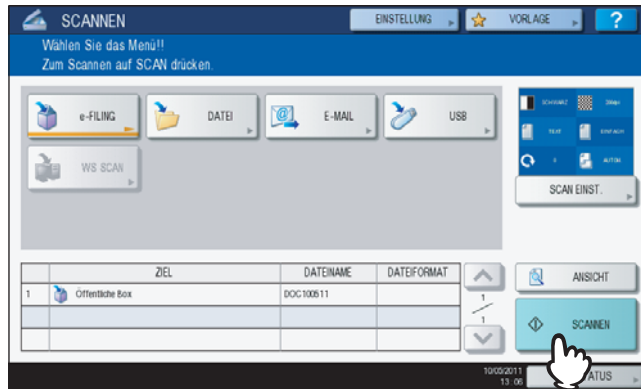 SCANNEN
EINSTELLUNG
VORLAGE
?
Wählen Sie das Menü!!
Zum Scannen auf SCAN drücken.
e-FILING
DATEI
E-MAIL
USB
WS SCAN
SCHWARZ
TEXT
EINFACH
AUTOM
SCAN EINST.
ZIEL DATEINAME DATEIFORMAT
1 Öffentliche Box DOC100511
1
1
ANSICHT
SCANNEN
10/05/2011
13:06
ATUS